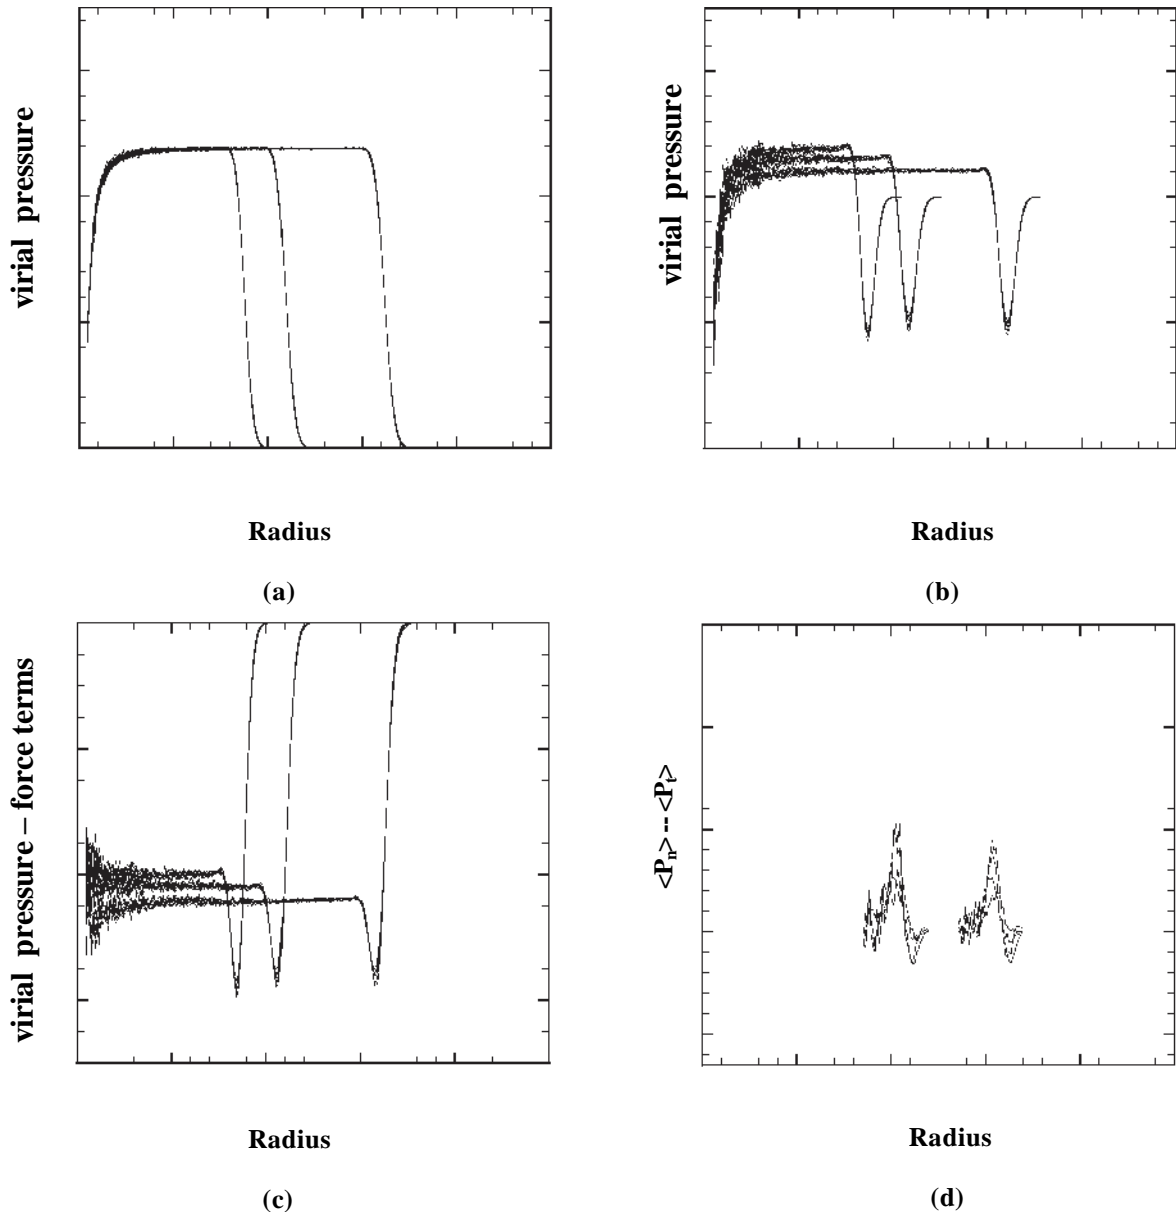 virial pressure
Radius
(a)
virial pressure
Radius
(b)
virial pressure – force terms
Radius
(c)
<Pn> -- <Pt>
Radius
(d)